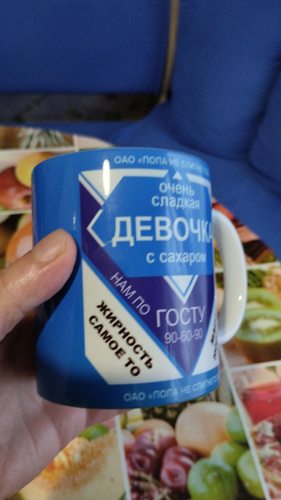 ОАО «ПОПА НЕ СЛИПНЕТСЯ
очень
сладкая
ДЕВОЧКА
с сахаром
НАМ ПО
ГОСТУ
90-60-90
ЖИРНОСТЬ
САМОЕ ТО
ОАО «ПОПА НЕ СЛИПНЕТСЯ